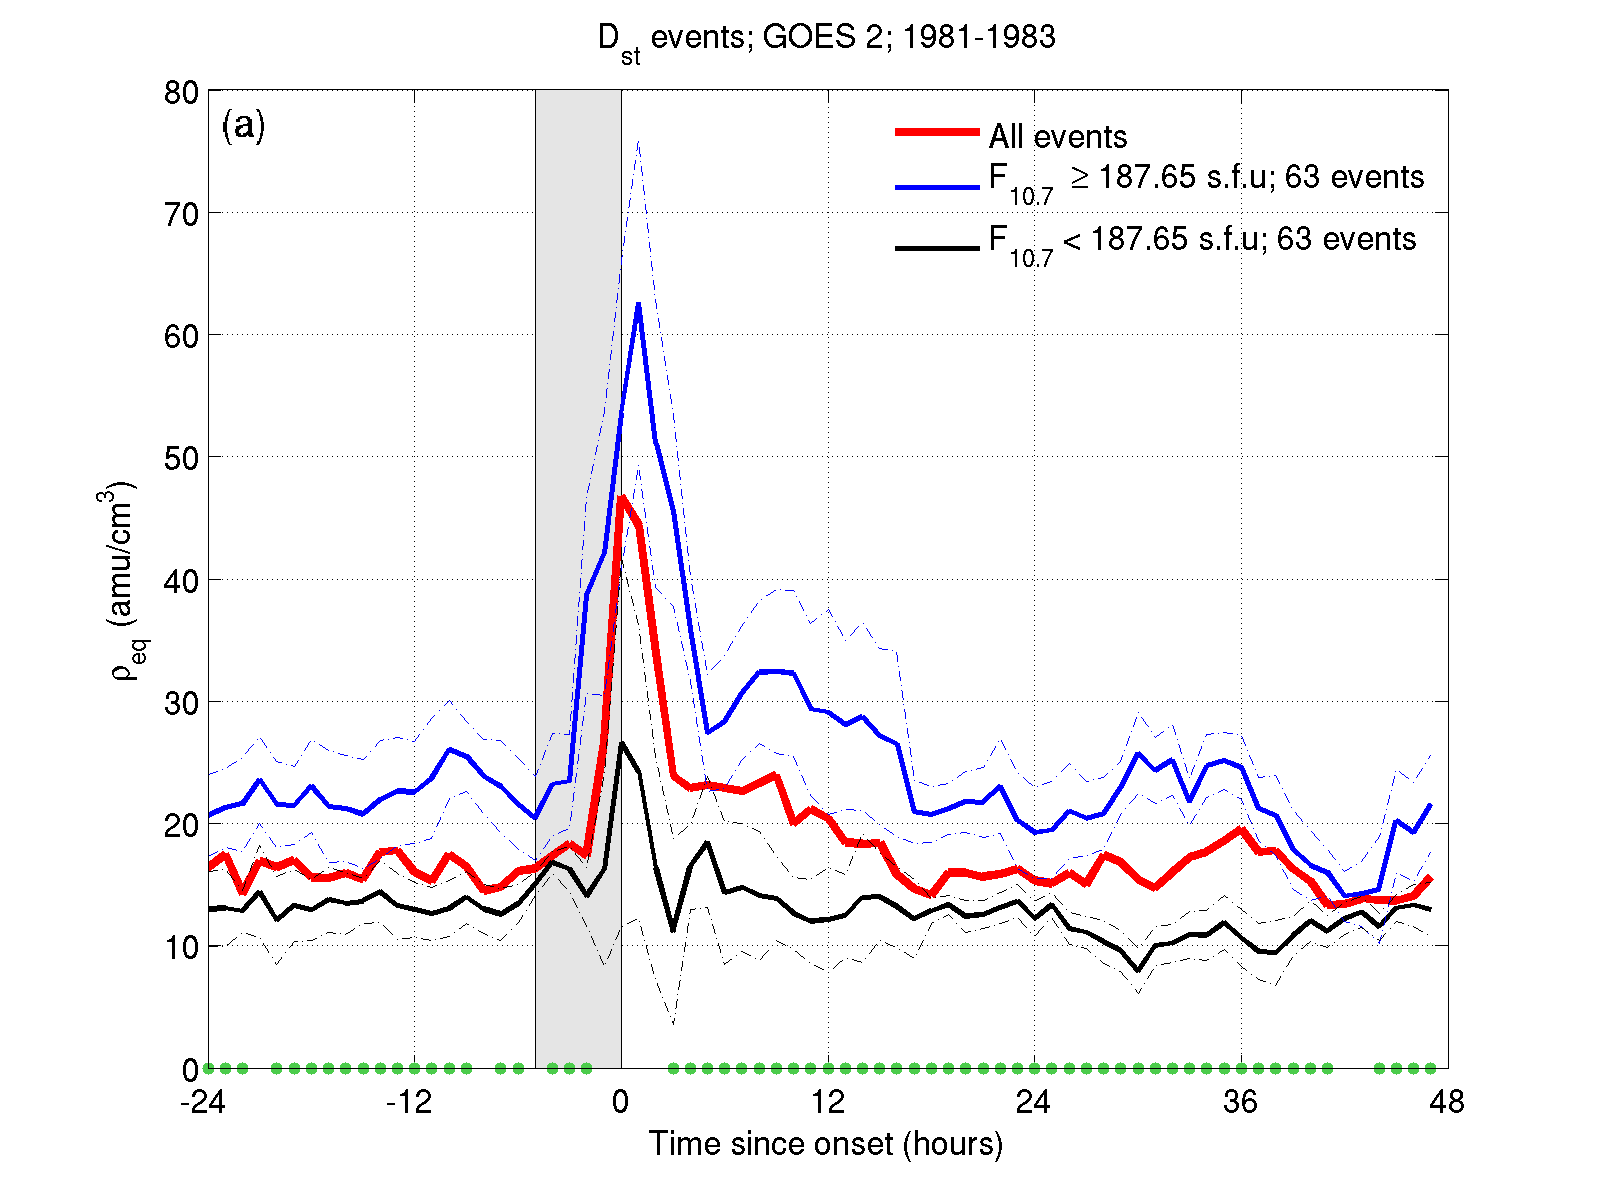 D_st events; GOES 2; 1981-1983
(a)
All events
F_10.7 ≥ 187.65 s.f.u; 63 events
F_10.7 < 187.65 s.f.u; 63 events
80
70
60
50
40
30
20
10
0
ρ_eq (amu/cm^3)
-24 -12 0 12 24 36 48
Time since onset (hours)